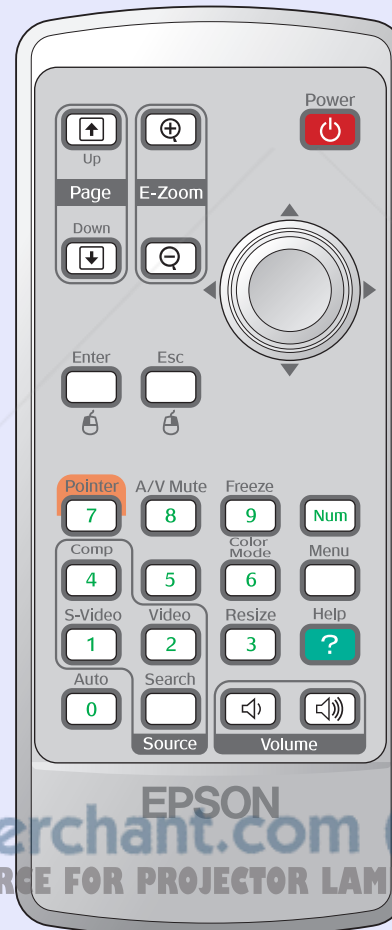 Power
Up
Page E-Zoom
Down
Enter Esc
Pointer A/V Mute Freeze
7 8 9 Num
Comp Color Mode Menu
4 5 6
S-Video Video Resize Help
1 2 3 ?
Auto Search
0
Source Volume
EPSON
erchant.com
RCE FOR PROJECTOR LAM